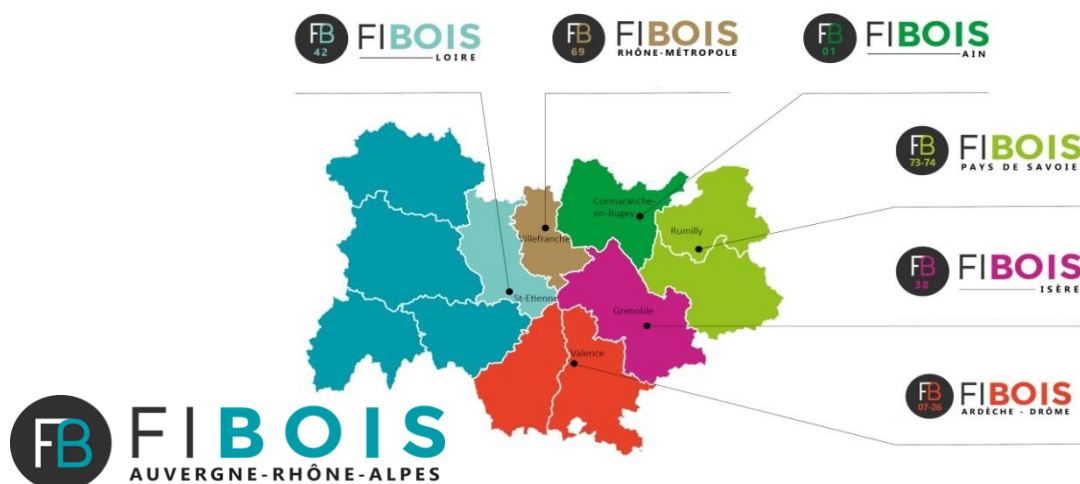 FB
42
FIBOIS
LOIRE
FB
69
FIBOIS
RHÔNE-MÉTROPOLE
FB
01
FIBOIS
AIN
FB
73-74
FIBOIS
PAYS DE SAVOIE
Cormaranche-
en-Bugey
Rumilly
Villefranche
FB
38
FIBOIS
ISÈRE
St-Etienne
Grenoble
Valence
FB
07-26
FIBOIS
ARDÈCHE - DRÔME
FB
FIBOIS
AUVERGNE-RHÔNE-ALPES